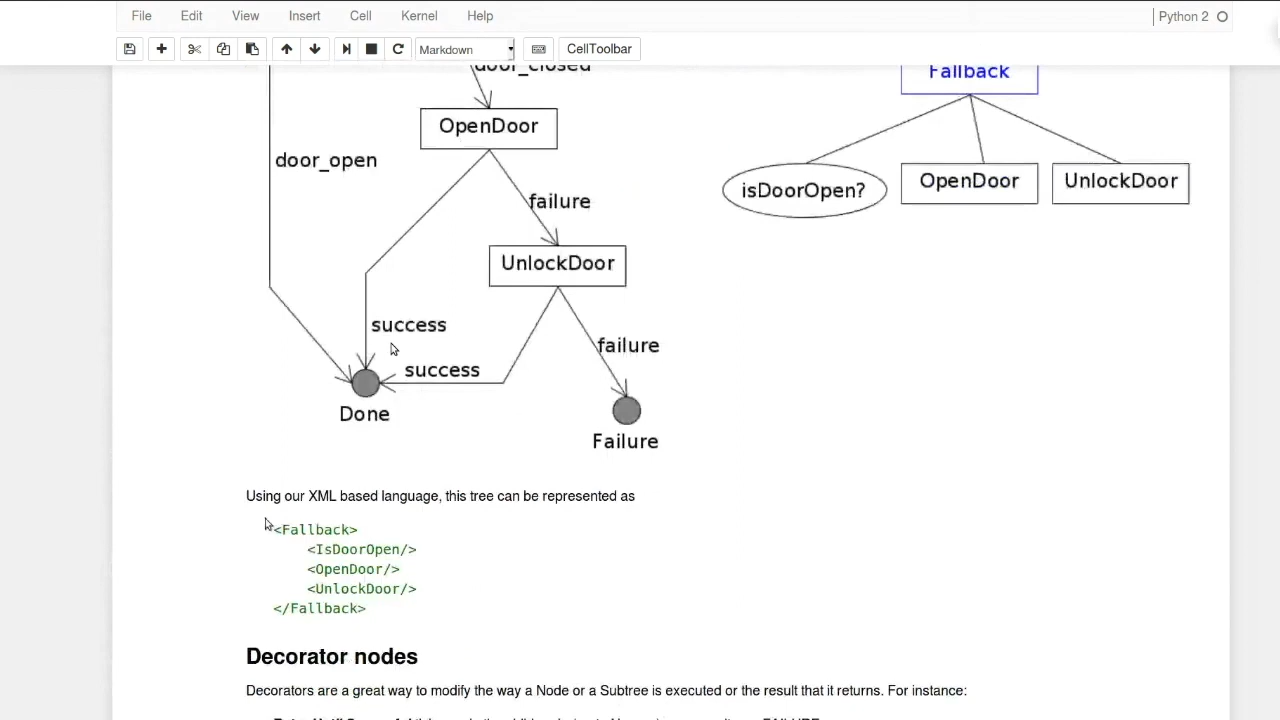 File Edit View Insert Cell Kernel Help Python 2
Markdown CellToolbar
door_closed
Fallback
OpenDoor
door_open
isDoorOpen? OpenDoor UnlockDoor
failure
UnlockDoor
success
failure
success
Done
Failure
Using our XML based language, this tree can be represented as
<Fallback>
<IsDoorOpen/>
<OpenDoor/>
<UnlockDoor/>
</Fallback>
Decorator nodes
Decorators are a great way to modify the way a Node or a Subtree is executed or the result that it returns. For instance: